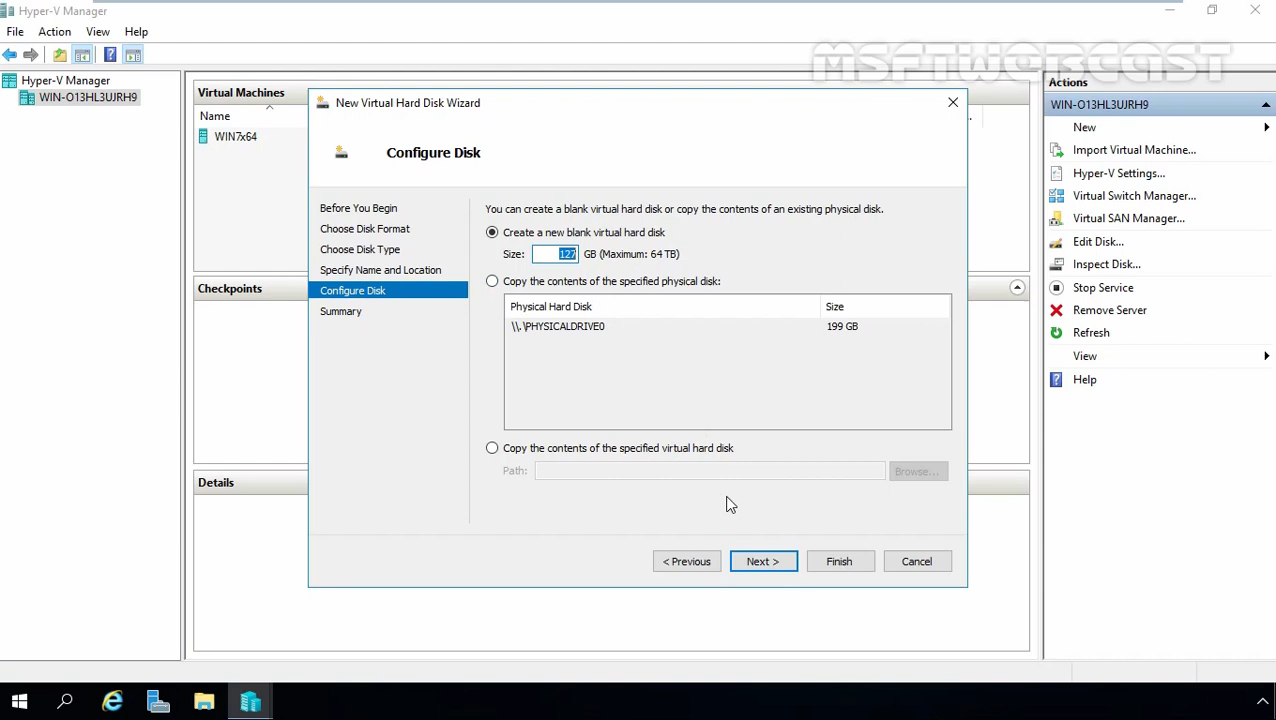 Hyper-V Manager
File Action View Help
MSFTWEBCAST
Hyper-V Manager
WIN-O13HL3UJRH9
Virtual Machines
Name
WIN7x64
Checkpoints
Details
New Virtual Hard Disk Wizard
Configure Disk
Before You Begin
Choose Disk Format
Choose Disk Type
Specify Name and Location
Configure Disk
Summary
You can create a blank virtual hard disk or copy the contents of an existing physical disk.
Create a new blank virtual hard disk
Size: 127 GB (Maximum: 64 TB)
Copy the contents of the specified physical disk:
Physical Hard Disk Size
\\.\PHYSICALDRIVE0 199 GB
Copy the contents of the specified virtual hard disk
Path: Browse...
< Previous Next > Finish Cancel
Actions
WIN-O13HL3UJRH9
New
Import Virtual Machine...
Hyper-V Settings...
Virtual Switch Manager...
Virtual SAN Manager...
Edit Disk...
Inspect Disk...
Stop Service
Remove Server
Refresh
View
Help